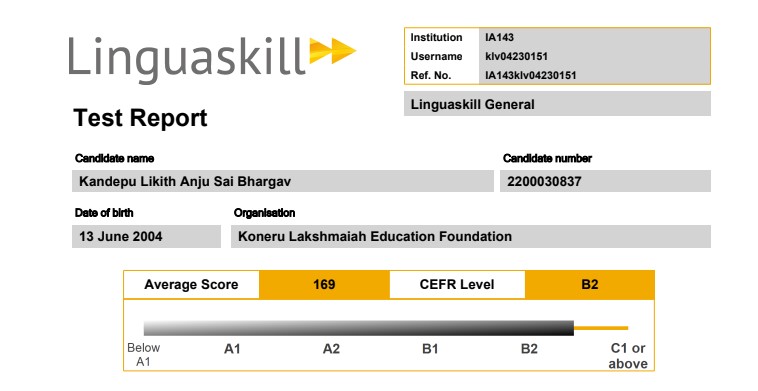 Linguaskill
Institution IA143
Username klv04230151
Ref. No. IA143klv04230151
Linguaskill General
Test Report
Candidate name
Candidate number
Kandepu Likith Anju Sai Bhargav
2200030837
Date of birth
Organisation
13 June 2004
Koneru Lakshmaiah Education Foundation
Average Score 169 CEFR Level B2
Below A1
A1
A2
B1
B2
C1 or above